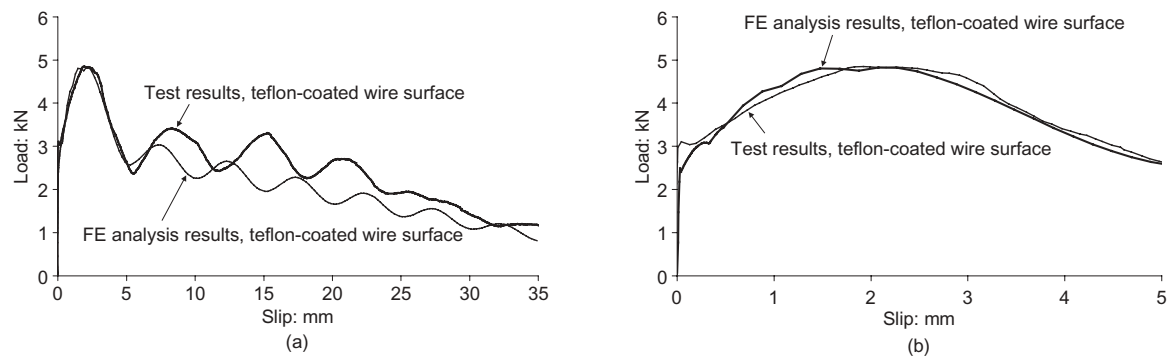 6
5
4
3
2
1
0
Load: kN
Test results, teflon-coated wire surface
FE analysis results, teflon-coated wire surface
0 5 10 15 20 25 30 35
Slip: mm
(a)
6
5
4
3
2
1
0
Load: kN
FE analysis results, teflon-coated wire surface
Test results, teflon-coated wire surface
0 1 2 3 4 5
Slip: mm
(b)